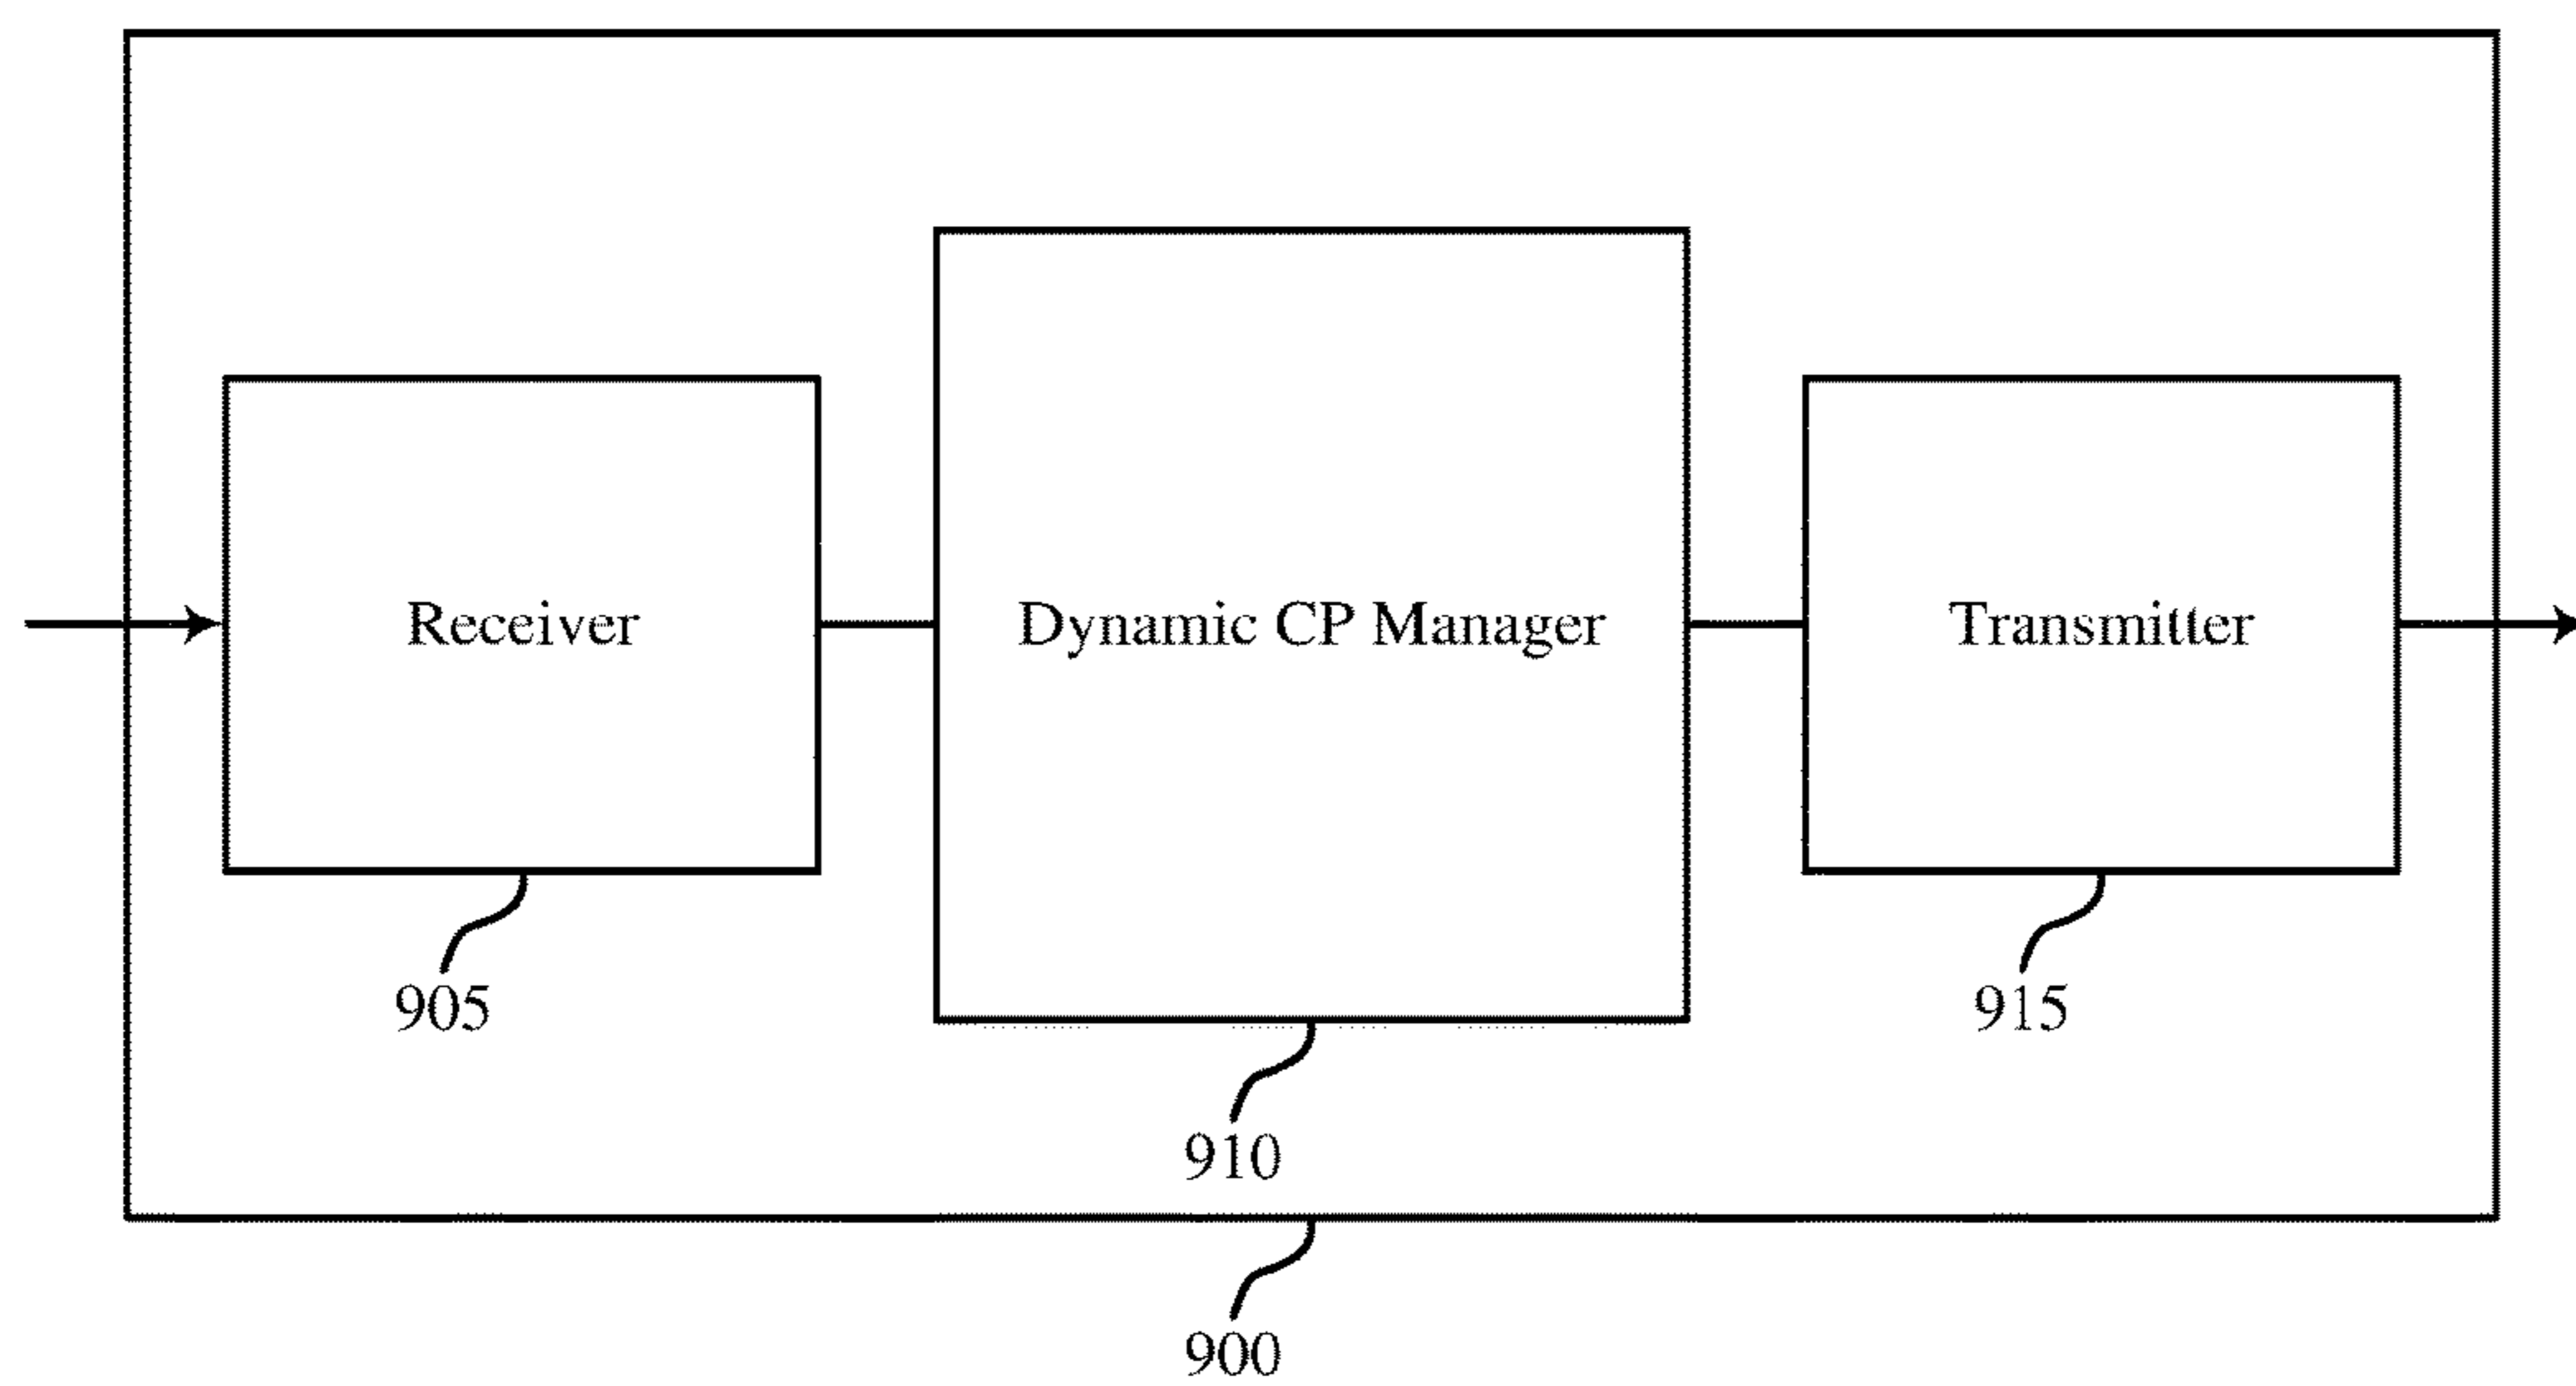 Receiver
Dynamic CP Manager
Transmitter
905
915
910
900